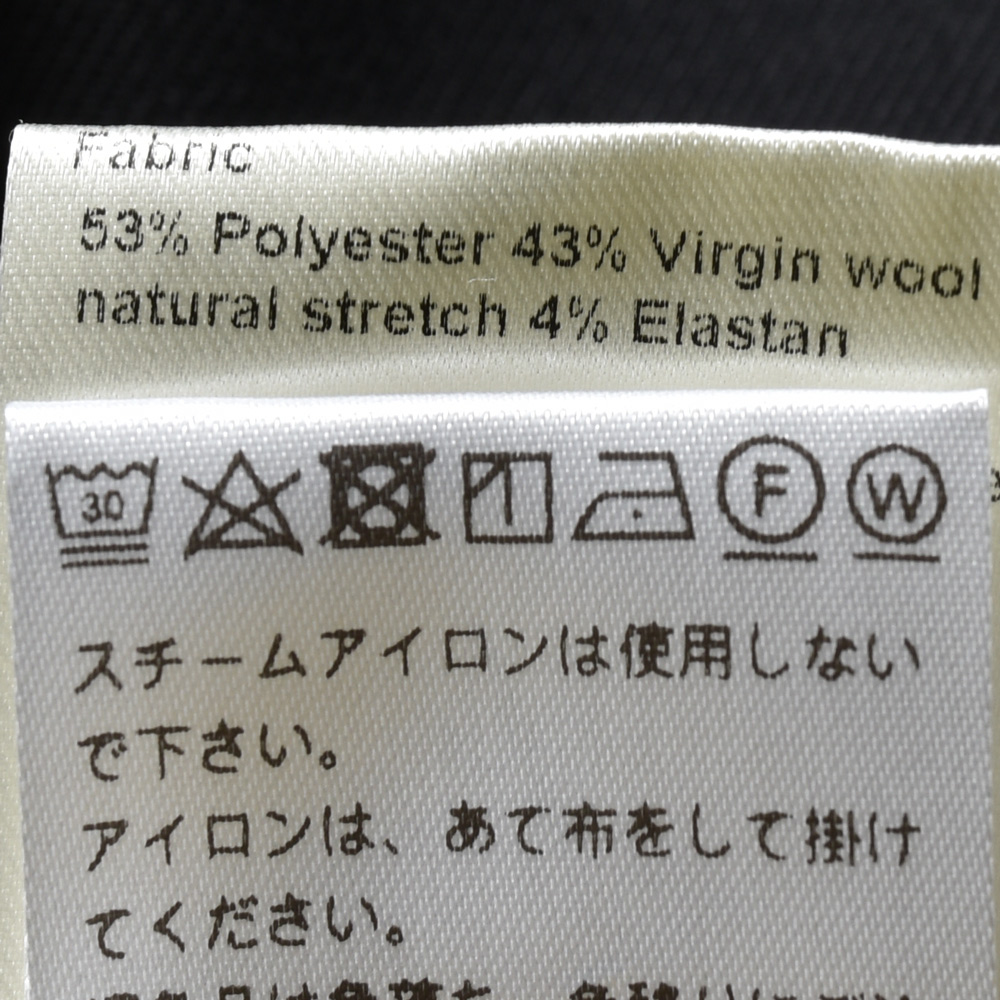 Fabric
53% Polyester 43% Virgin wool
natural stretch 4% Elastan
30 F W
スチームアイロンは使用しない
で下さい。
アイロンは、あて布をして掛け
てください。